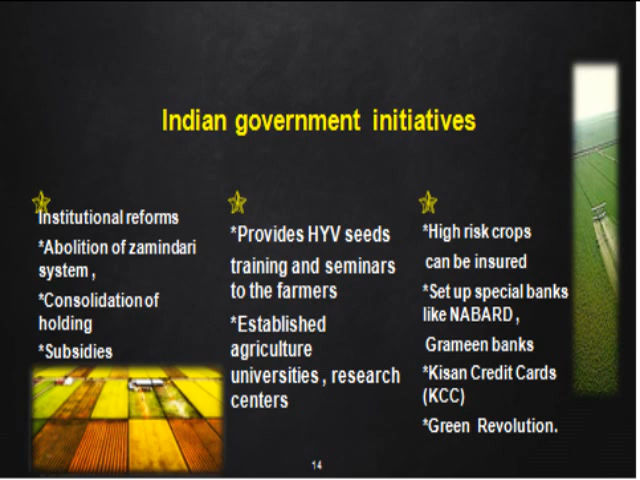 Indian government initiatives
Institutional reforms
*Abolition of zamindari
system ,
*Consolidation of
holding
*Subsidies
*Provides HYV seeds
training and seminars
to the farmers
*Established
agriculture
universities , research
centers
*High risk crops
can be insured
*Set up special banks
like NABARD ,
Grameen banks
*Kisan Credit Cards
(KCC)
*Green Revolution.
14